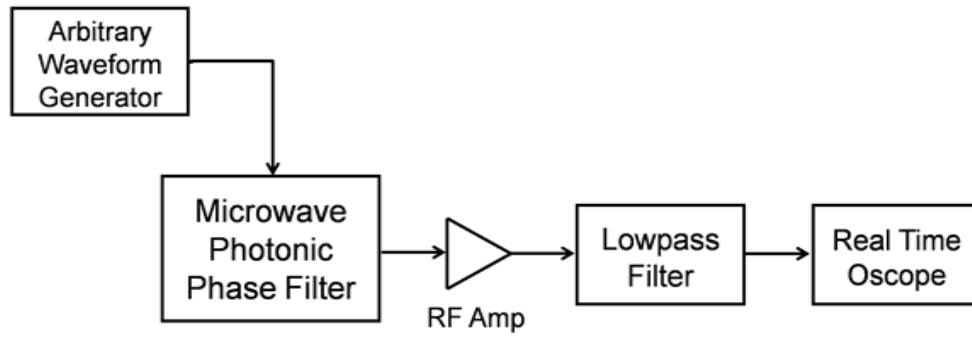 Arbitrary
Waveform
Generator
Microwave
Photonic
Phase Filter
RF Amp
Lowpass
Filter
Real Time
Oscope